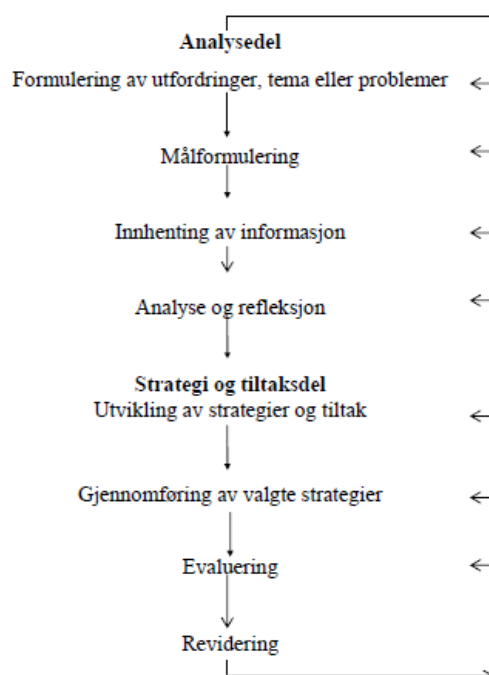 Analysedel
Formulering av utfordringer, tema eller problemer
Målformulering
Innhenting av informasjon
Analyse og refleksjon
Strategi og tiltaksdel
Utvikling av strategier og tiltak
Gjennomføring av valgte strategier
Evaluering
Revidering